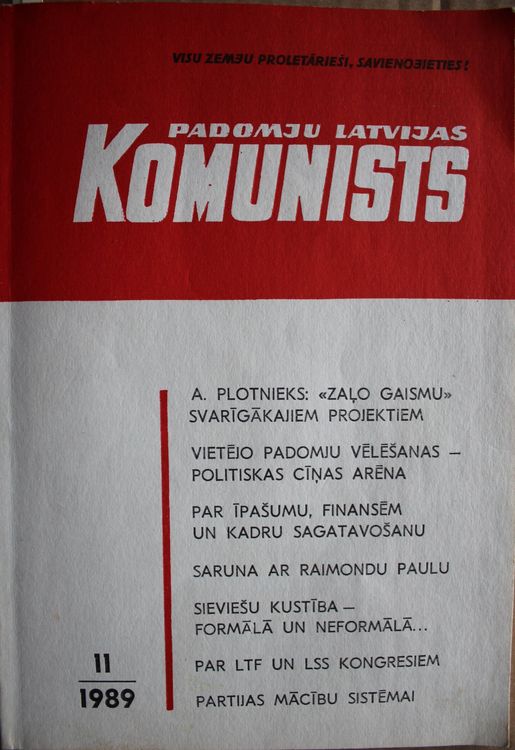 VISU ZEMJU PROLETĀRIEŠI, SAVIENOJIETIES!
PADOMJU LATVIJAS
KOMUNISTS
A. PLOTNIEKS: «ZAĻO GAISMU»
SVARĪGĀKAJIEM PROJEKTIEM
VIETĒJO PADOMJU VĒLĒŠANAS –
POLITISKAS CĪŅAS ARĒNA
PAR ĪPAŠUMU, FINANSĒM
UN KADRU SAGATAVOŠANU
SARUNA AR RAIMONDU PAULU
SIEVIEŠU KUSTĪBA –
FORMĀLĀ UN NEFORMĀLĀ...
PAR LTF UN LSS KONGRESIEM
PARTIJAS MĀCĪBU SISTĒMAI
11
1989